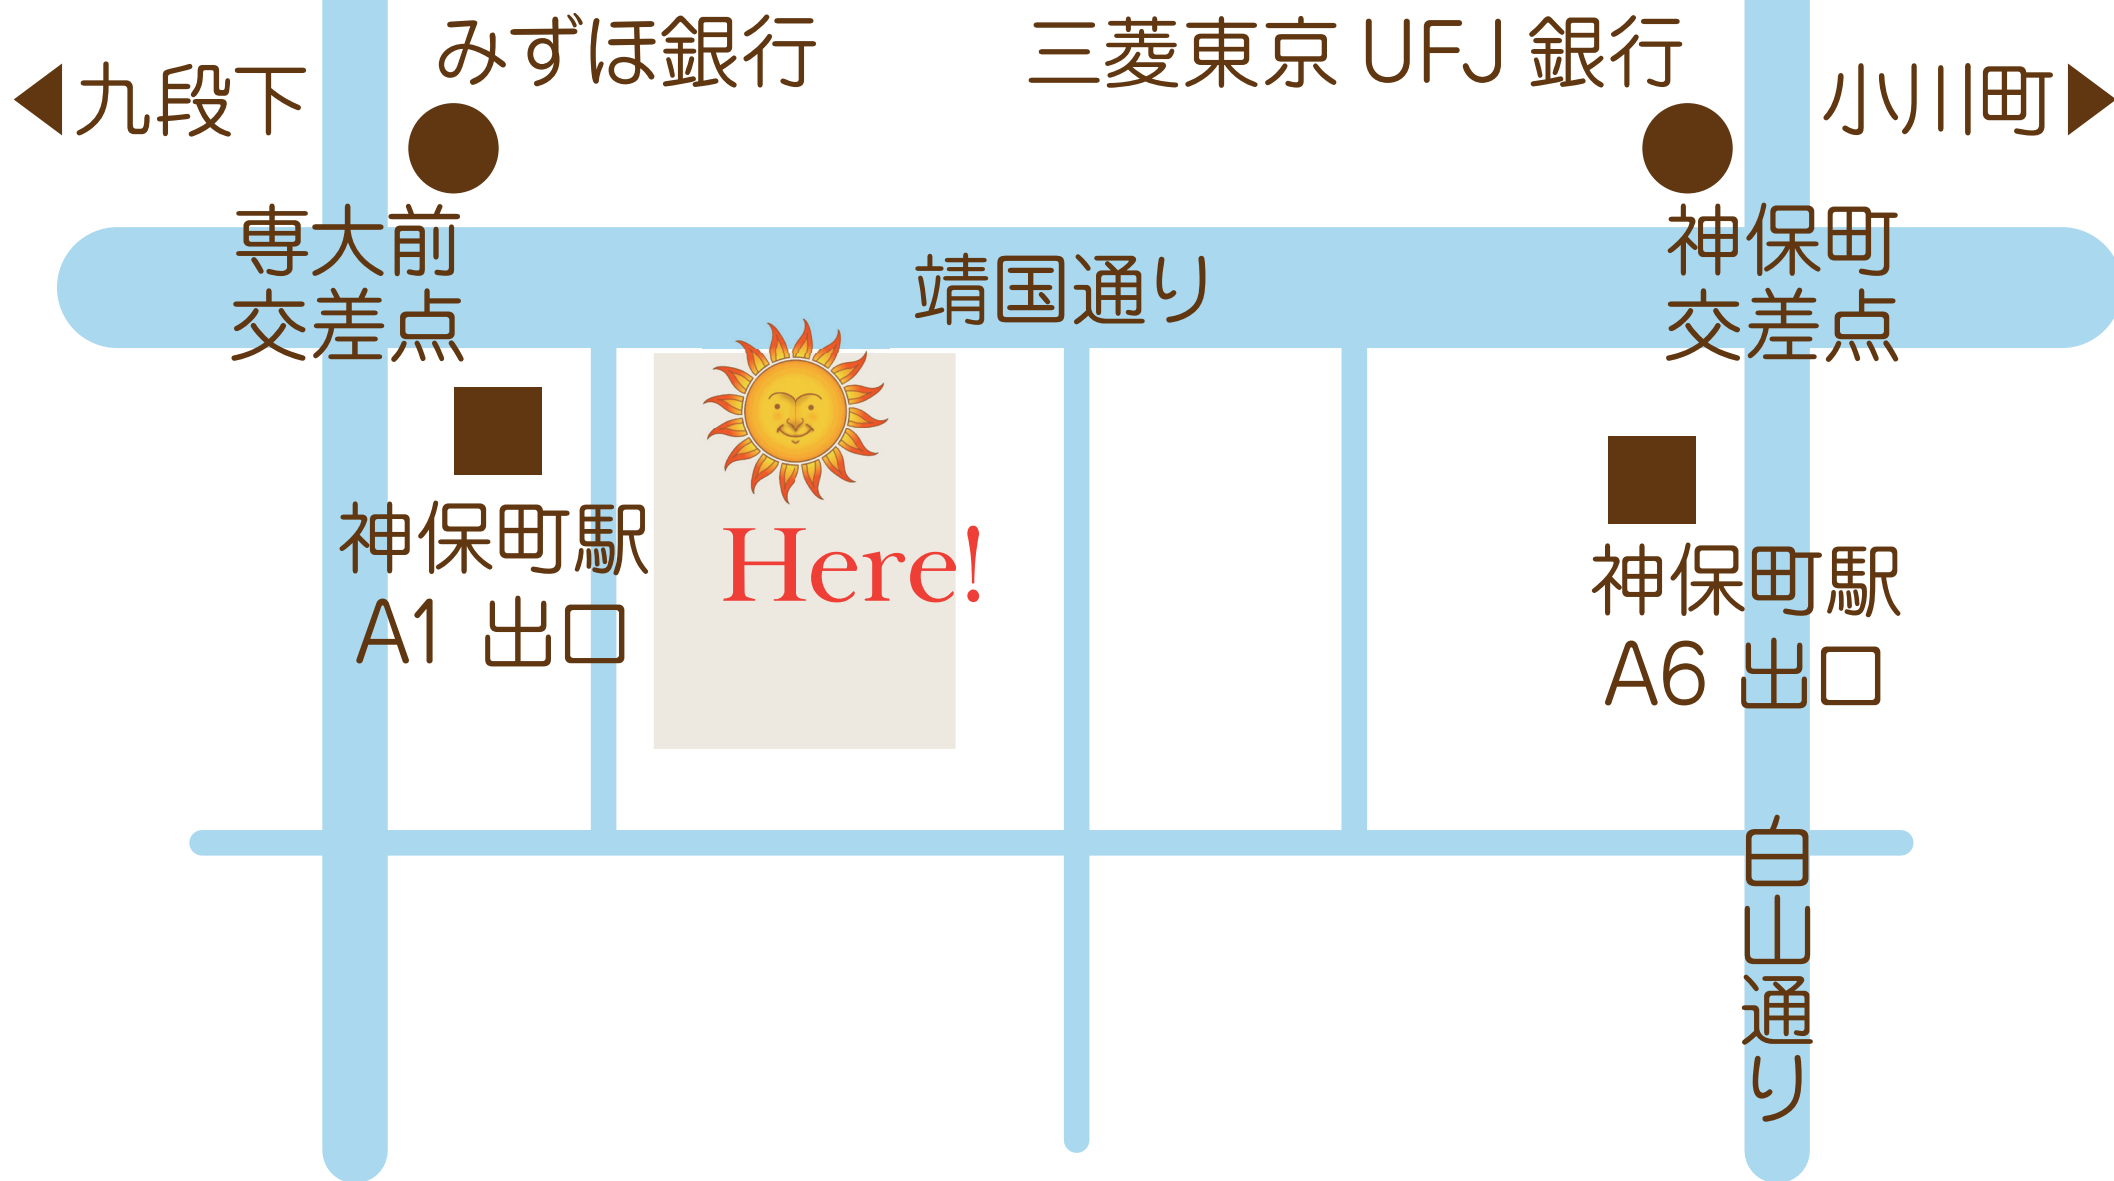 みずほ銀行
三菱東京 UFJ 銀行
九段下
小川町
専大前
交差点
神保町
交差点
靖国通り
神保町駅
A1 出口
Here!
神保町駅
A6 出口
白山通り